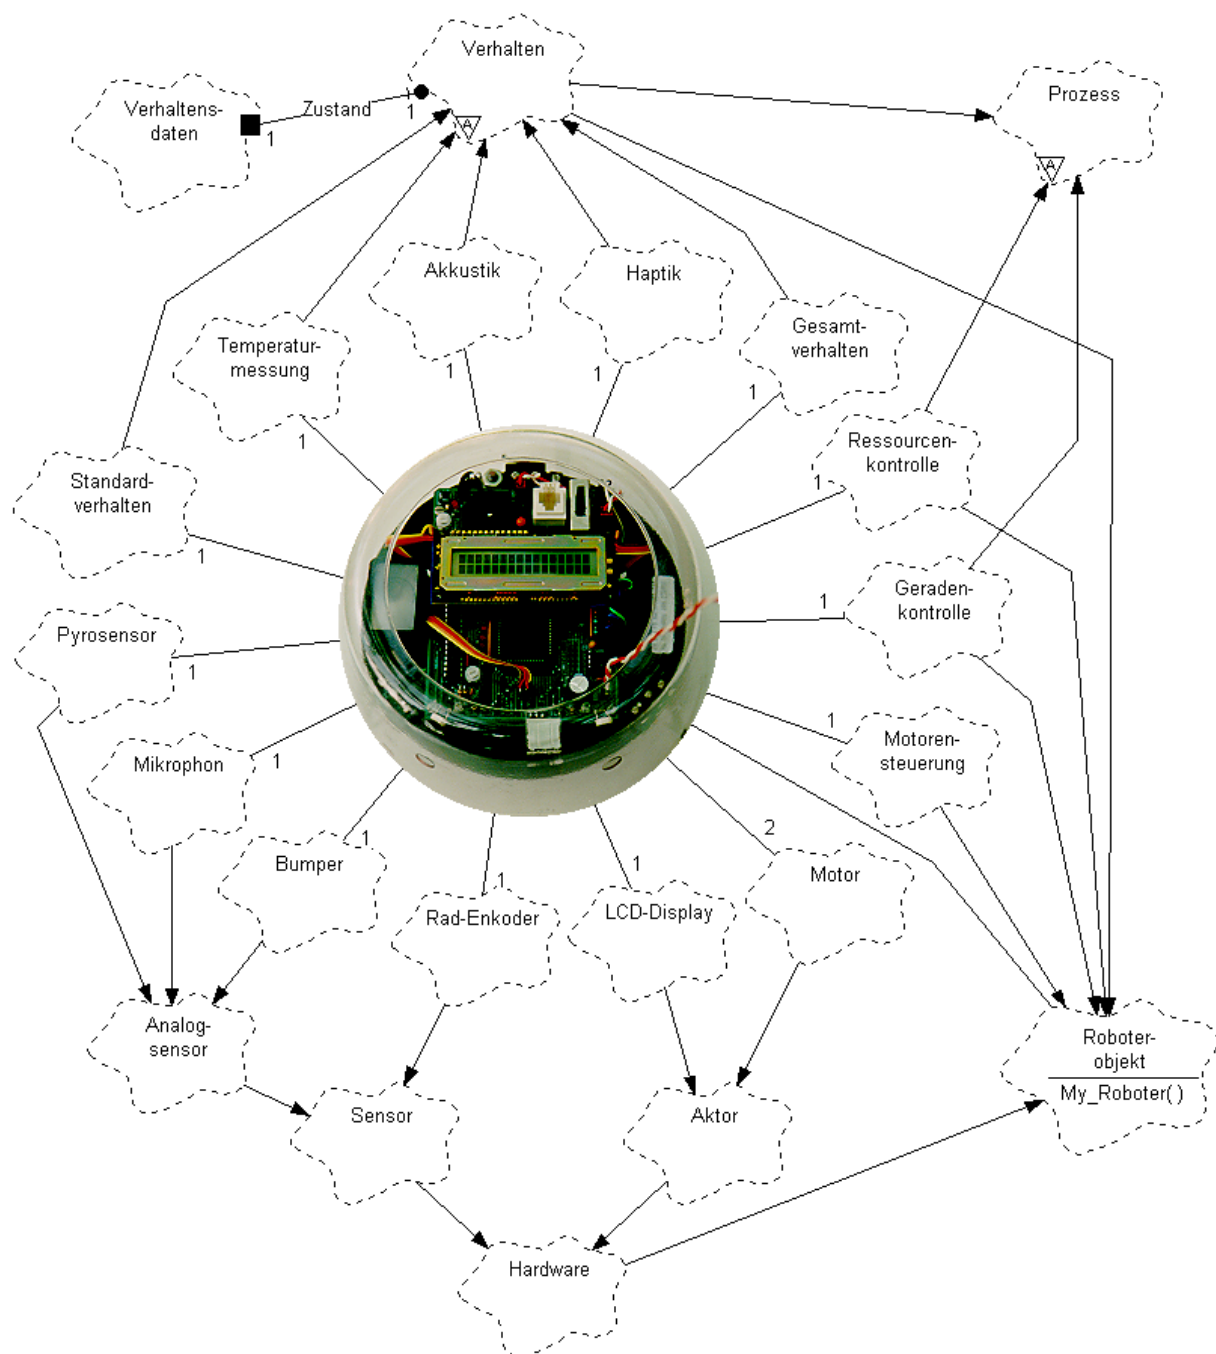 Verhalten
Prozess
A
Verhaltens-
daten
1
Zustand
1
A
Akkustik
Haptik
Gesamt-
verhalten
Temperatur-
messung
1
1
1
1
Ressourcen-
kontrolle
1
Standard-
verhalten
1
Geraden-
kontrolle
1
Pyrosensor
1
Motoren-
steuerung
1
Mikrophon
1
Bumper
1
Rad-Enkoder
1
LCD-Display
1
Motor
2
Analog-
sensor
Roboter-
objekt
My_Roboter( )
Sensor
Aktor
Hardware